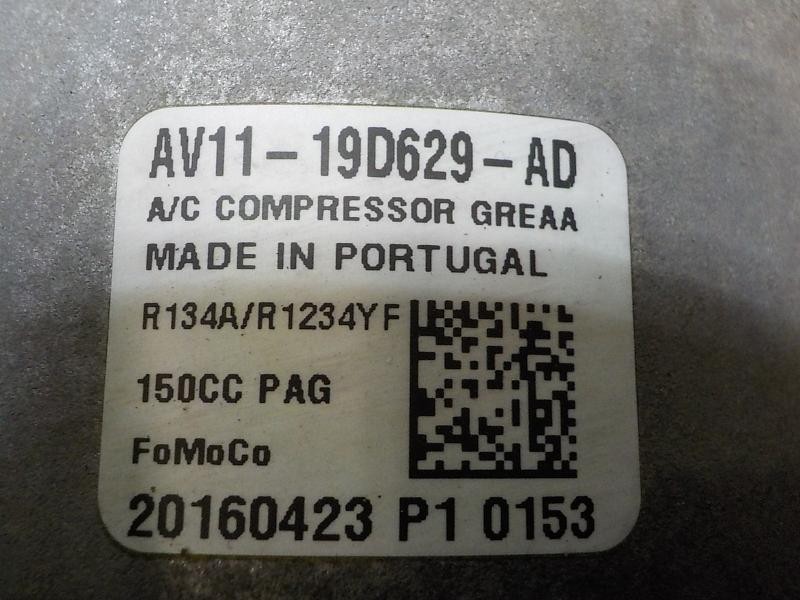 AV11-19D629-AD
A/C COMPRESSOR GREAA
MADE IN PORTUGAL
R134A/R1234YF
150CC PAG
FoMoCo
20160423 P1 0153